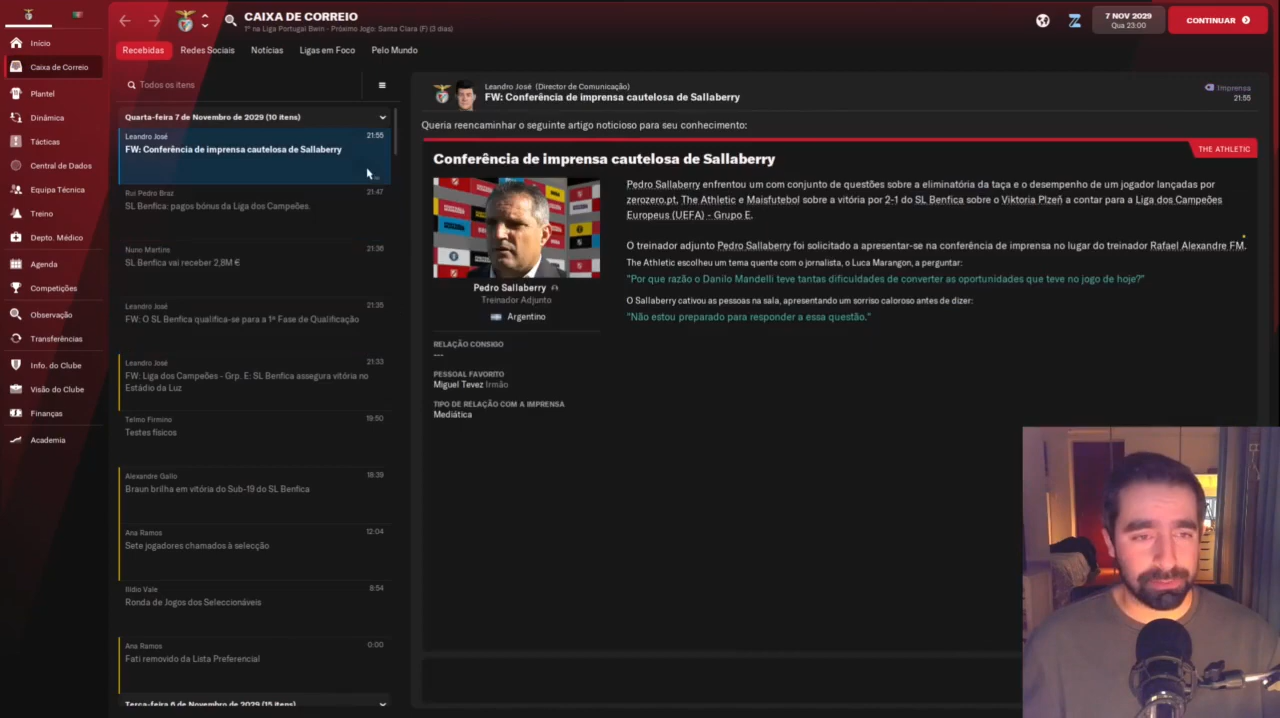 CAIXA DE CORREIO
1º na Liga Portugal Bwin - Próximo Jogo: Santa Clara (F) (3 dias)
7 NOV 2029
Qua 23:00
CONTINUAR
Início
Caixa de Correio
Plantel
Dinâmica
Tácticas
Central de Dados
Equipa Técnica
Treino
Depto. Médico
Agenda
Competições
Observação
Transferências
Info. do Clube
Visão do Clube
Finanças
Academia
Recebidas
Redes Sociais
Notícias
Ligas em Foco
Pelo Mundo
Todos os itens
Quarta-feira 7 de Novembro de 2029 (10 itens)
Leandro José 21:55
FW: Conferência de imprensa cautelosa de Sallaberry
Rui Pedro Braz 21:47
SL Benfica: pagos bónus da Liga dos Campeões.
Nuno Martins 21:38
SL Benfica vai receber 2,8M €
Leandro José 21:35
FW: O SL Benfica qualifica-se para a 1ª Fase de Qualificação
Leandro José 21:33
FW: Liga dos Campeões - Grp. E: SL Benfica assegura vitória no
Estádio da Luz
Telmo Firmino 19:50
Testes físicos
Alexandre Gallo 18:39
Braun brilha em vitória do Sub-19 do SL Benfica
Ana Ramos 12:04
Sete jogadores chamados à selecção
Ilídio Vale 8:54
Ronda de Jogos dos Seleccionáveis
Ana Ramos 0:00
Fati removido da Lista Preferencial
Terça-feira 6 de Novembro de 2029 (15 itens)
Leandro José (Director de Comunicação)
FW: Conferência de imprensa cautelosa de Sallaberry
Imprensa
21:55
Queria reencaminhar o seguinte artigo noticioso para seu conhecimento:
THE ATHLETIC
Conferência de imprensa cautelosa de Sallaberry
Pedro Sallaberry
Treinador Adjunto
Argentino
RELAÇÃO CONSIGO
---
PESSOAL FAVORITO
Miguel Tevez Irmão
TIPO DE RELAÇÃO COM A IMPRENSA
Mediática
Pedro Sallaberry enfrentou um com conjunto de questões sobre a eliminatória da taça e o desempenho de um jogador lançadas por
zerozero.pt, The Athletic e Maisfutebol sobre a vitória por 2-1 do SL Benfica sobre o Viktoria Plzeň a contar para a Liga dos Campeões
Europeus (UEFA) - Grupo E.
O treinador adjunto Pedro Sallaberry foi solicitado a apresentar-se na conferência de imprensa no lugar do treinador Rafael Alexandre FM.
The Athletic escolheu um tema quente com o jornalista, o Luca Marangon, a perguntar:
"Por que razão o Danilo Mandelli teve tantas dificuldades de converter as oportunidades que teve no jogo de hoje?"
O Sallaberry cativou as pessoas na sala, apresentando um sorriso caloroso antes de dizer:
"Não estou preparado para responder a essa questão."